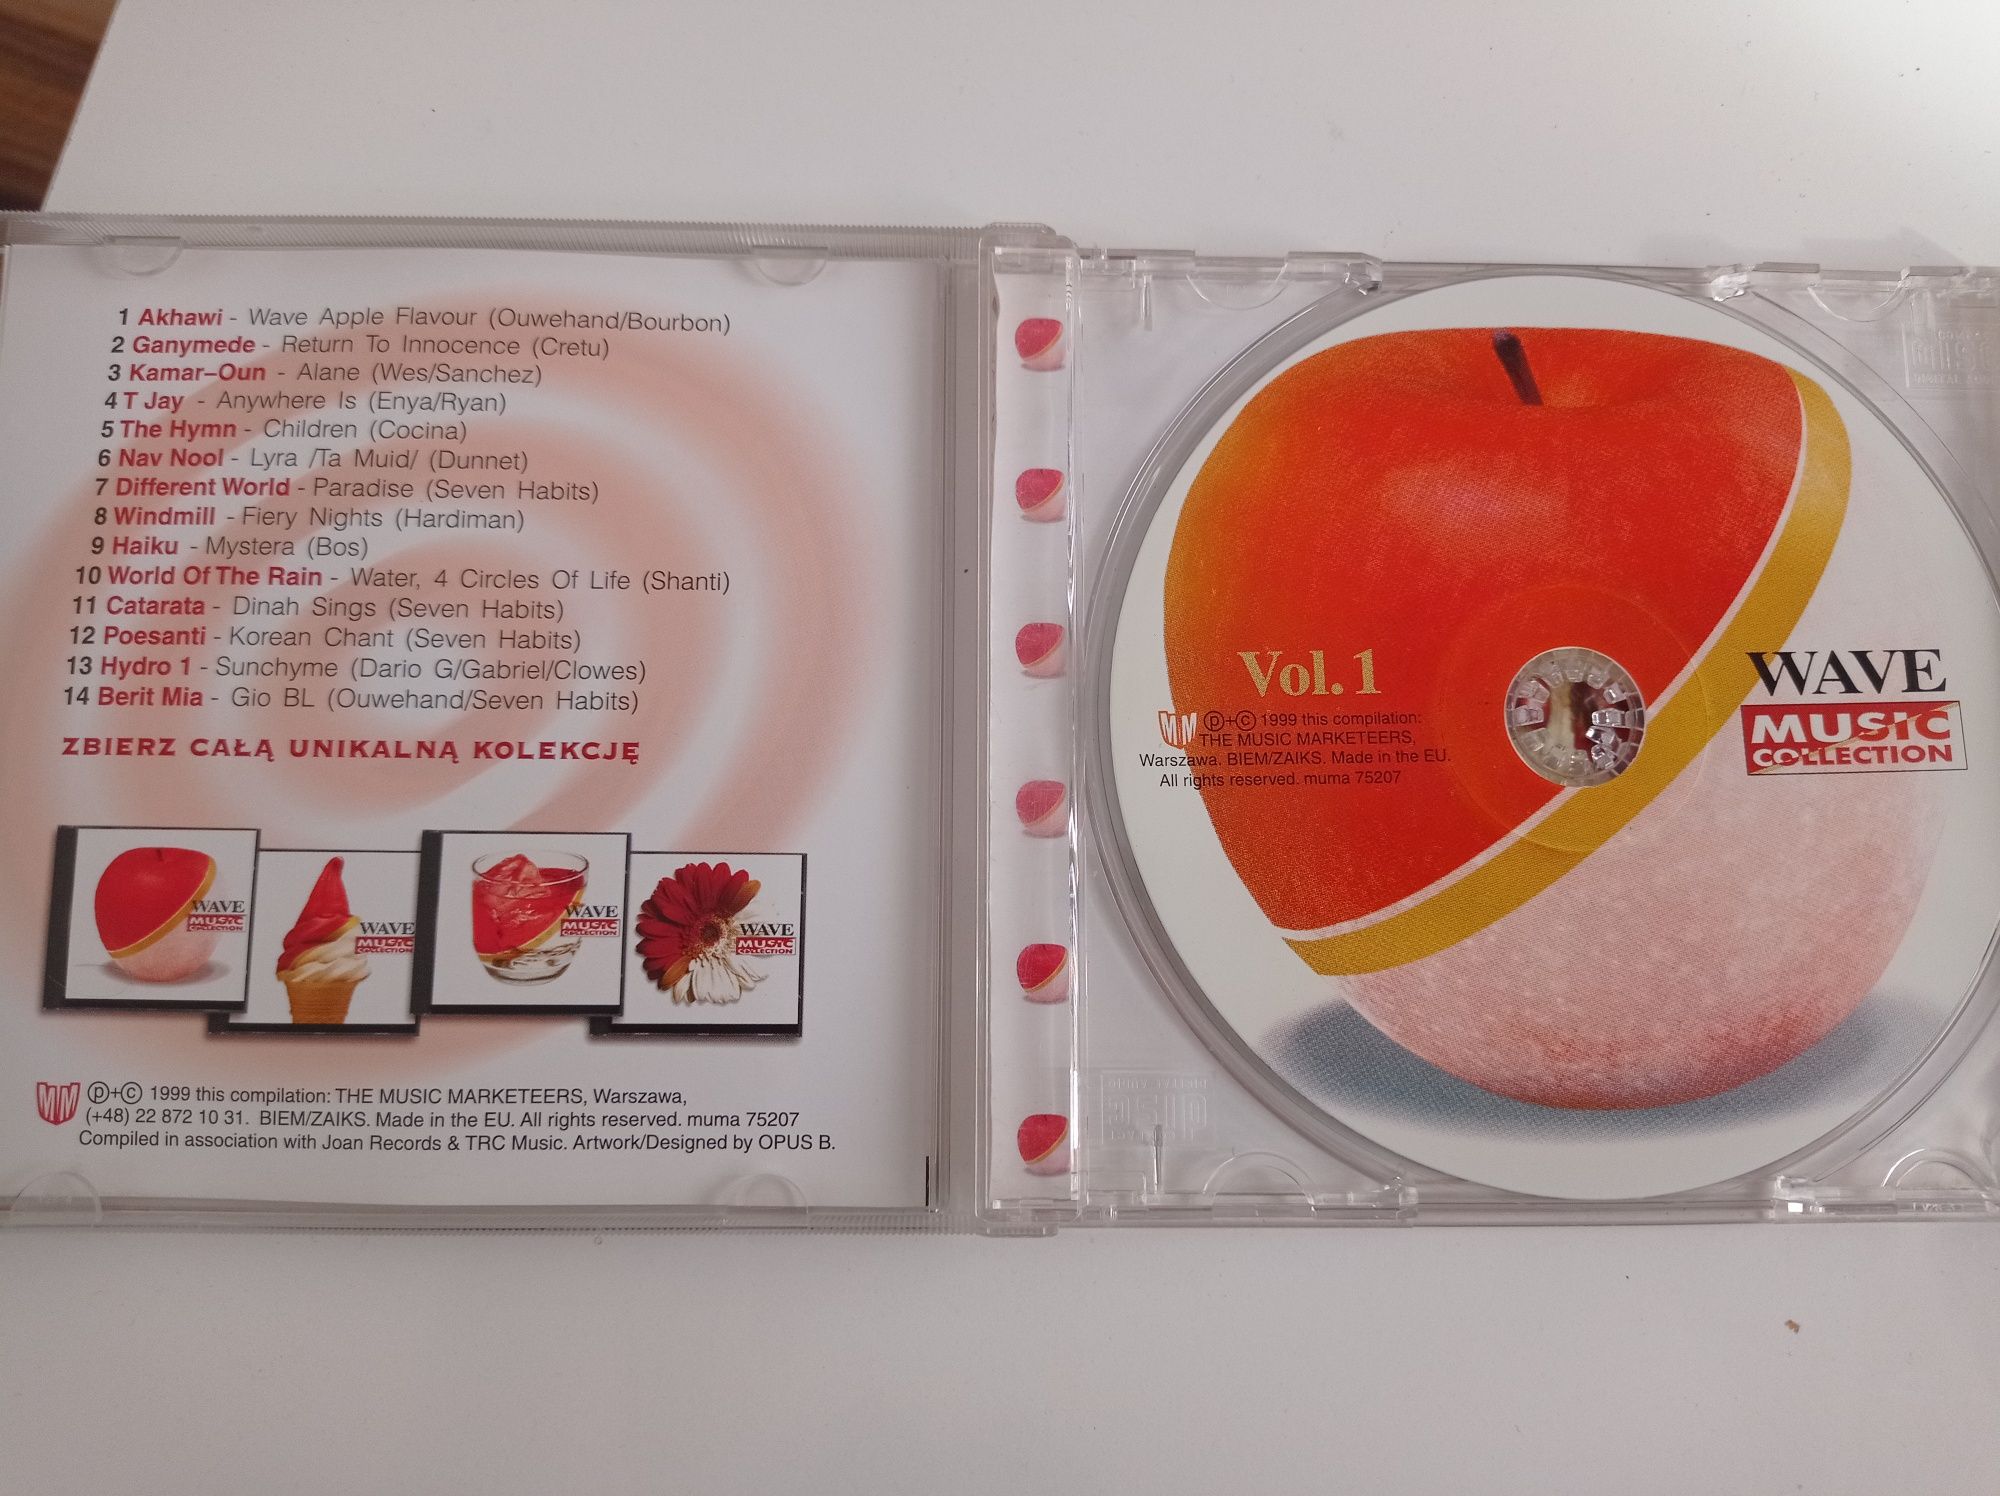 1 Akhawi - Wave Apple Flavour (Ouwehand/Bourbon)
2 Ganymede - Return To Innocence (Cretu)
3 Kamar-Oun - Alane (Wes/Sanchez)
4 T Jay - Anywhere Is (Enya/Ryan)
5 The Hymn - Children (Cocina)
6 Nav Nool - Lyra /Ta Muid/ (Dunnet)
7 Different World - Paradise (Seven Habits)
8 Windmill - Fiery Nights (Hardiman)
9 Haiku - Mystera (Bos)
10 World Of The Rain - Water, 4 Circles Of Life (Shanti)
11 Catarata - Dinah Sings (Seven Habits)
12 Poesanti - Korean Chant (Seven Habits)
13 Hydro 1 - Sunchyme (Dario G/Gabriel/Clowes)
14 Berit Mia - Gio BL (Ouwehand/Seven Habits)
ZBIERZ CAŁĄ UNIKALNĄ KOLEKCJĘ
WAVE
MUSIC
COLLECTION
WAVE
MUSIC
COLLECTION
WAVE
MUSIC
COLLECTION
WAVE
MUSIC
COLLECTION
MM ℗+© 1999 this compilation: THE MUSIC MARKETEERS, Warszawa,
(+48) 22 872 10 31. BIEM/ZAIKS. Made in the EU. All rights reserved. muma 75207
Compiled in association with Joan Records & TRC Music. Artwork/Designed by OPUS B.
Vol. 1
MM ℗+© 1999 this compilation:
THE MUSIC MARKETEERS,
Warszawa. BIEM/ZAIKS. Made in the EU.
All rights reserved. muma 75207
WAVE
MUSIC
COLLECTION
disc